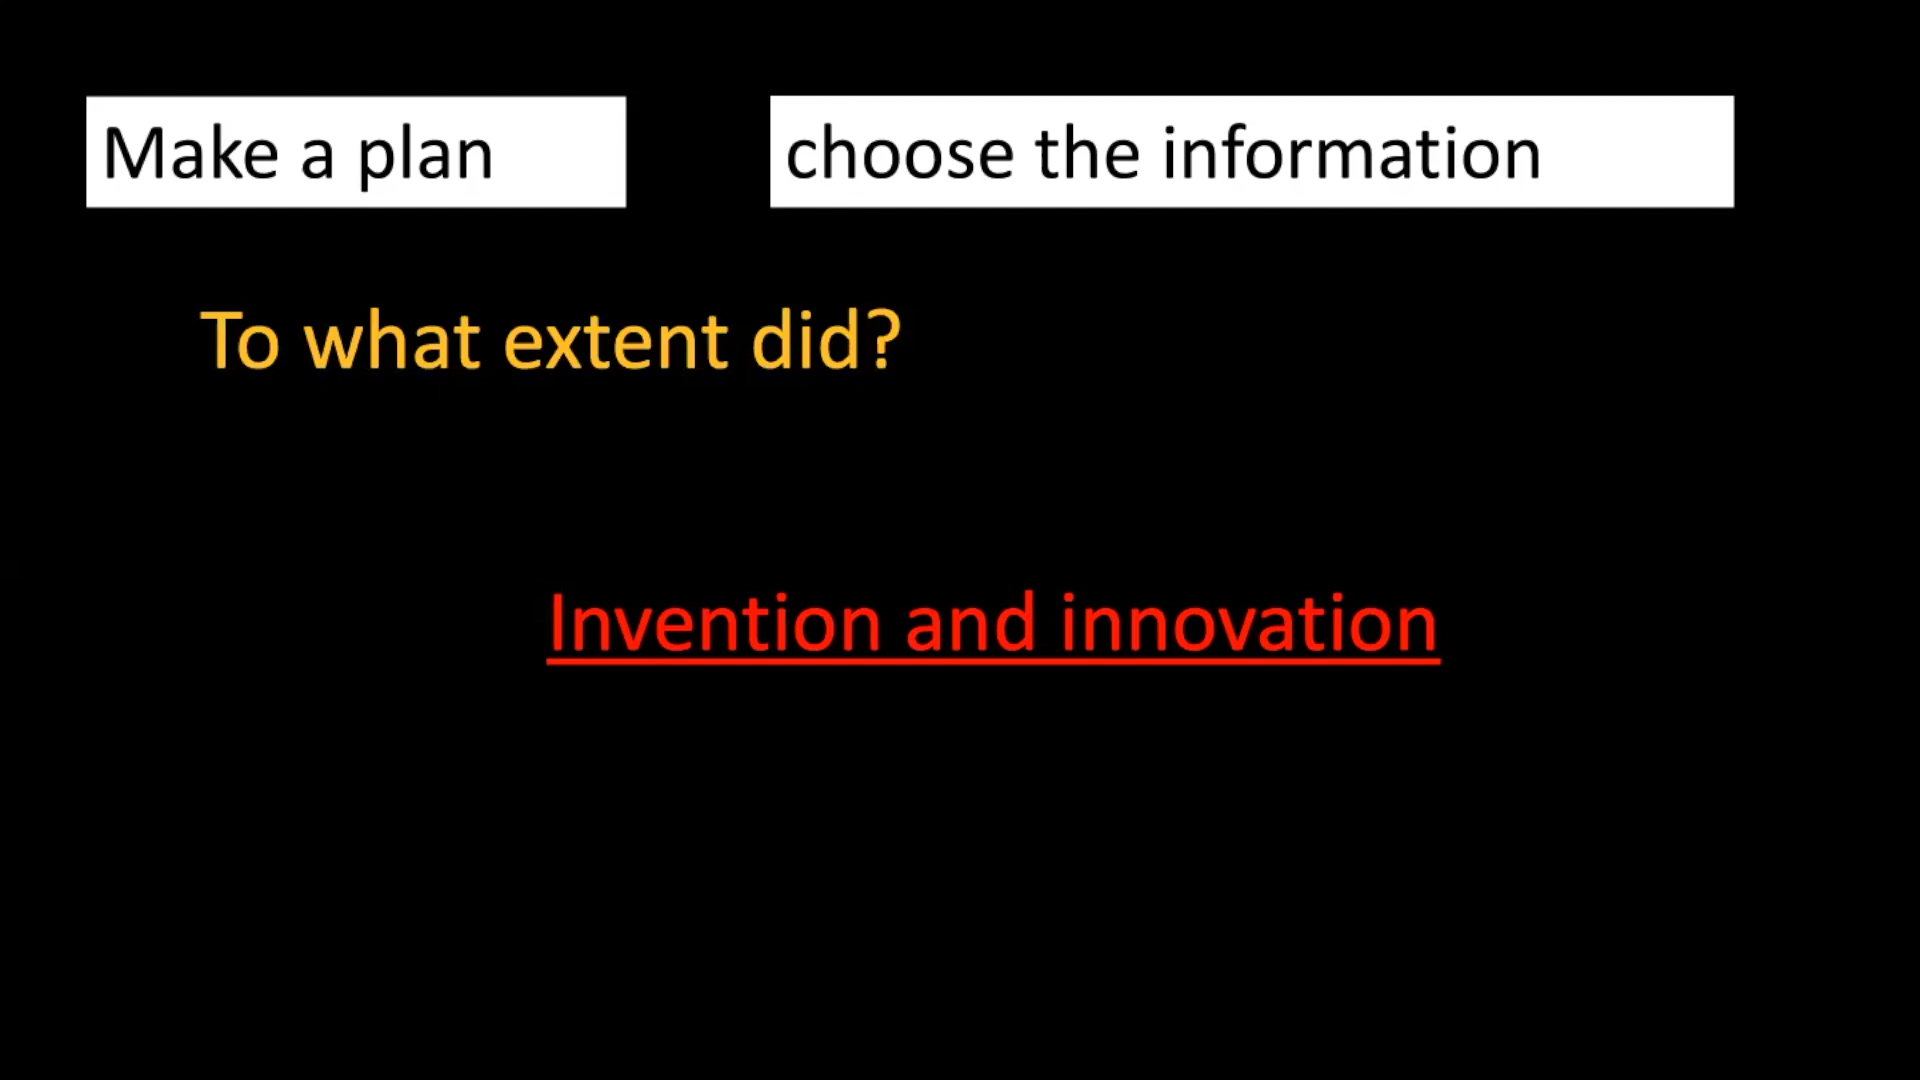 Make a plan
choose the information
To what extent did?
Invention and innovation